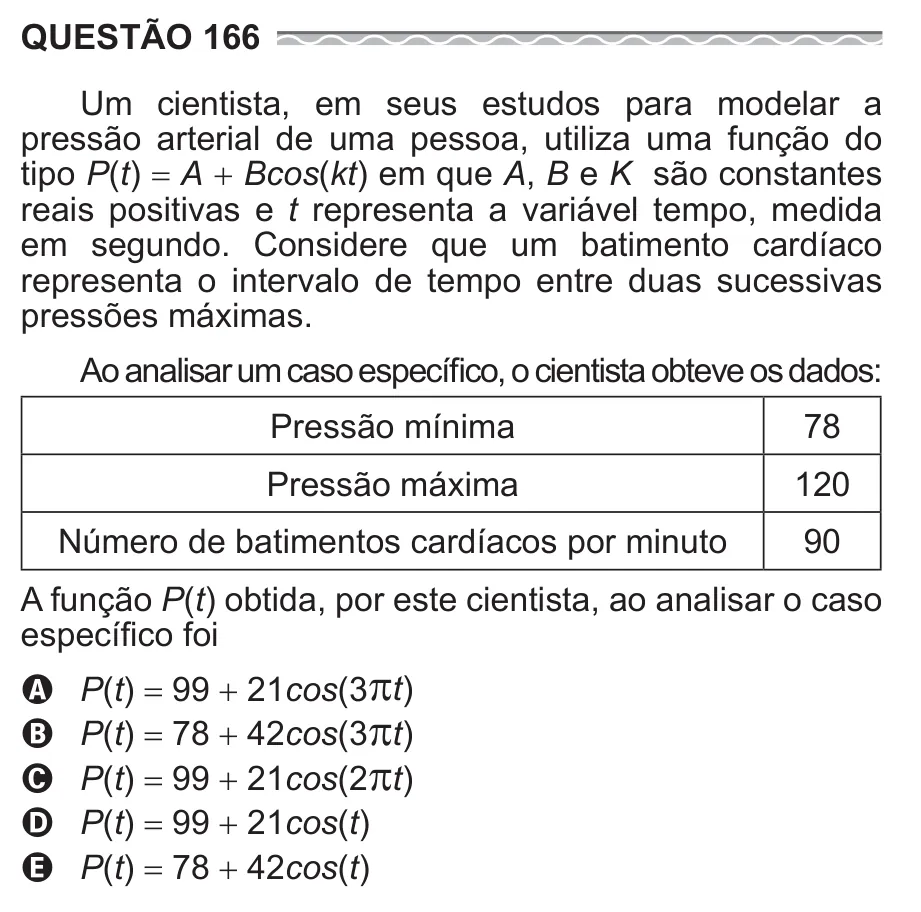 QUESTÃO 166
Um cientista, em seus estudos para modelar a
pressão arterial de uma pessoa, utiliza uma função do
tipo P(t) = A + Bcos(kt) em que A, B e K são constantes
reais positivas e t representa a variável tempo, medida
em segundo. Considere que um batimento cardíaco
representa o intervalo de tempo entre duas sucessivas
pressões máximas.
Ao analisar um caso específico, o cientista obteve os dados:
Pressão mínima 78
Pressão máxima 120
Número de batimentos cardíacos por minuto 90
A função P(t) obtida, por este cientista, ao analisar o caso
específico foi
A P(t) = 99 + 21cos(3πt)
B P(t) = 78 + 42cos(3πt)
C P(t) = 99 + 21cos(2πt)
D P(t) = 99 + 21cos(t)
E P(t) = 78 + 42cos(t)